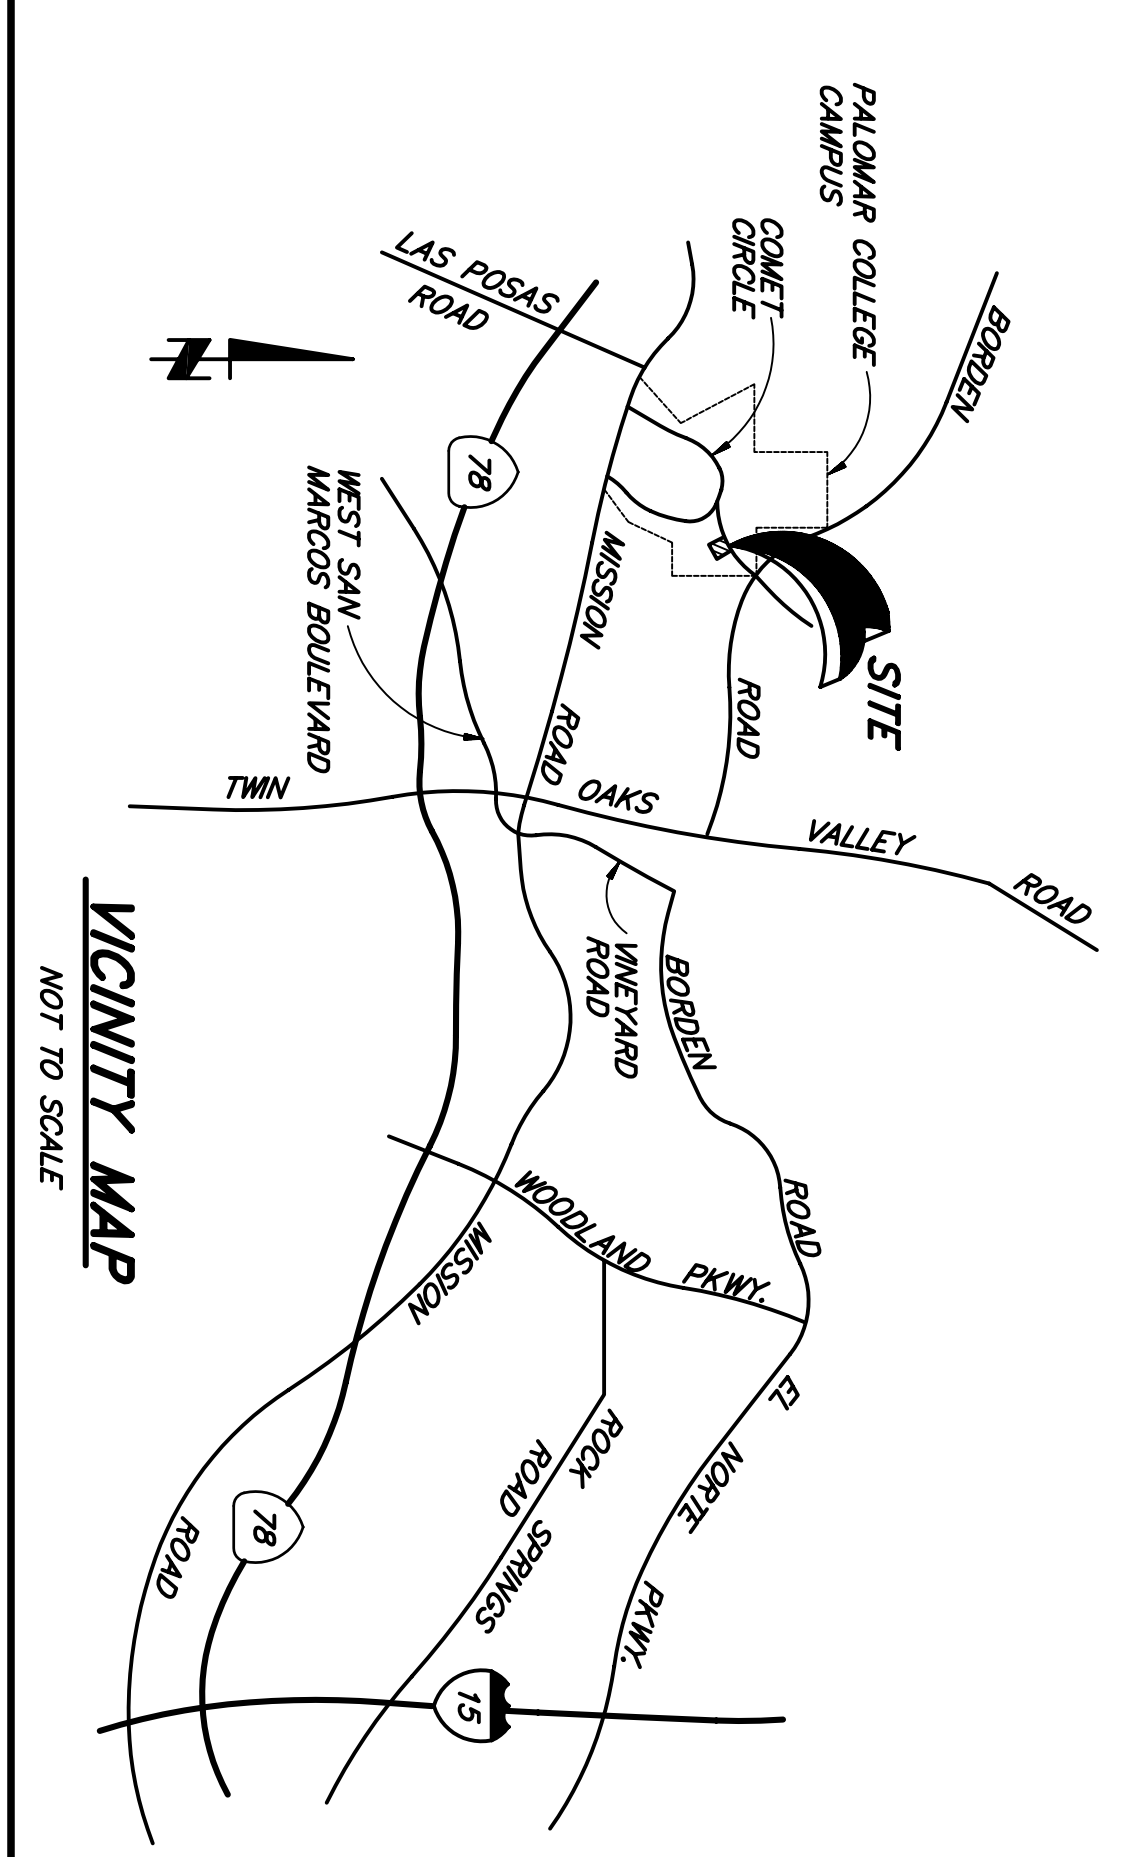 PALOMAR COLLEGE
CAMPUS
COMET
CIRCLE
BORDEN
LAS POSAS
ROAD
N
78
WEST SAN
MARCOS BOULEVARD
MISSION
ROAD
SITE
ROAD
TWIN
OAKS
VALLEY
ROAD
VINEYARD
ROAD
BORDEN
ROAD
WOODLAND
PKWY.
MISSION
ROAD
EL
NORTE
PKWY.
ROCK
SPRINGS
ROAD
78
15
VICINITY MAP
NOT TO SCALE